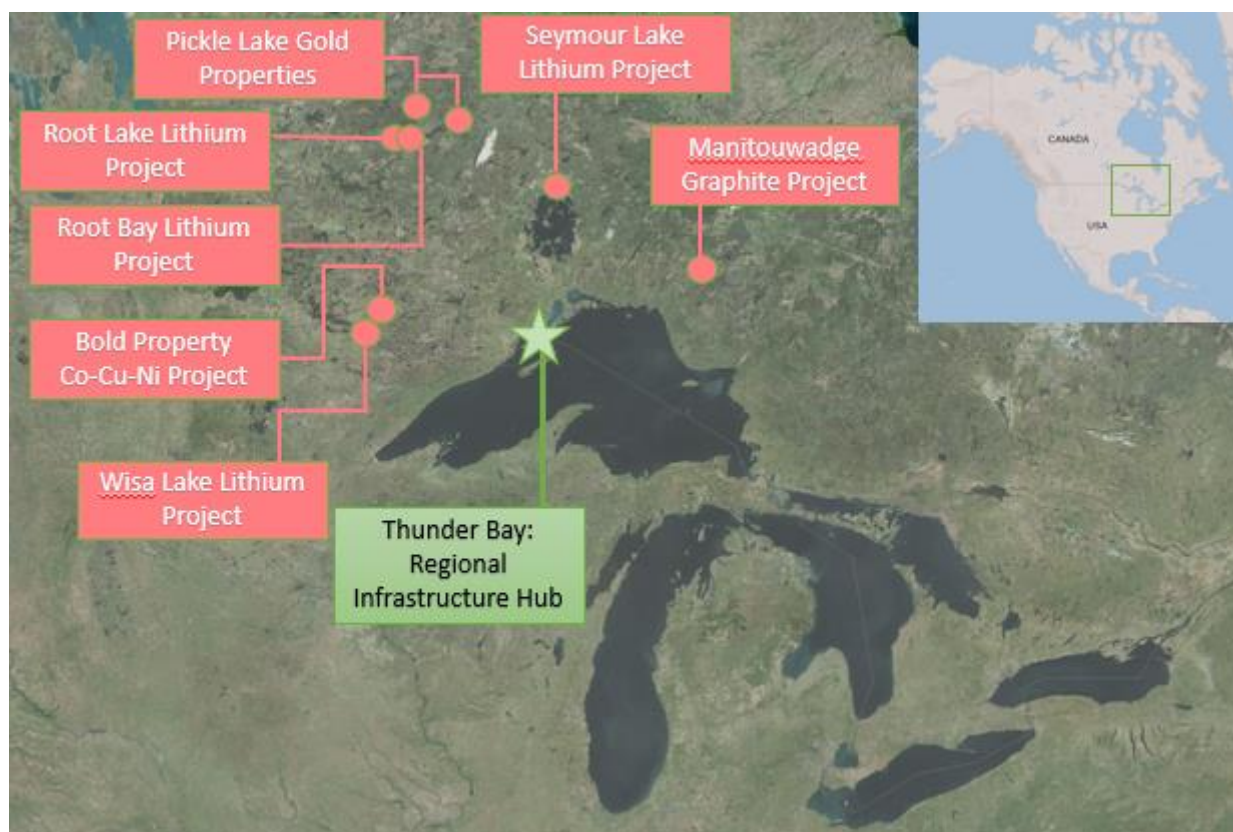 Pickle Lake Gold
Properties
Seymour Lake
Lithium Project
Root Lake Lithium
Project
Manitouwadge
Graphite Project
Root Bay Lithium
Project
Bold Property
Co-Cu-Ni Project
Wisa Lake Lithium
Project
Thunder Bay:
Regional
Infrastructure Hub
CANADA
USA